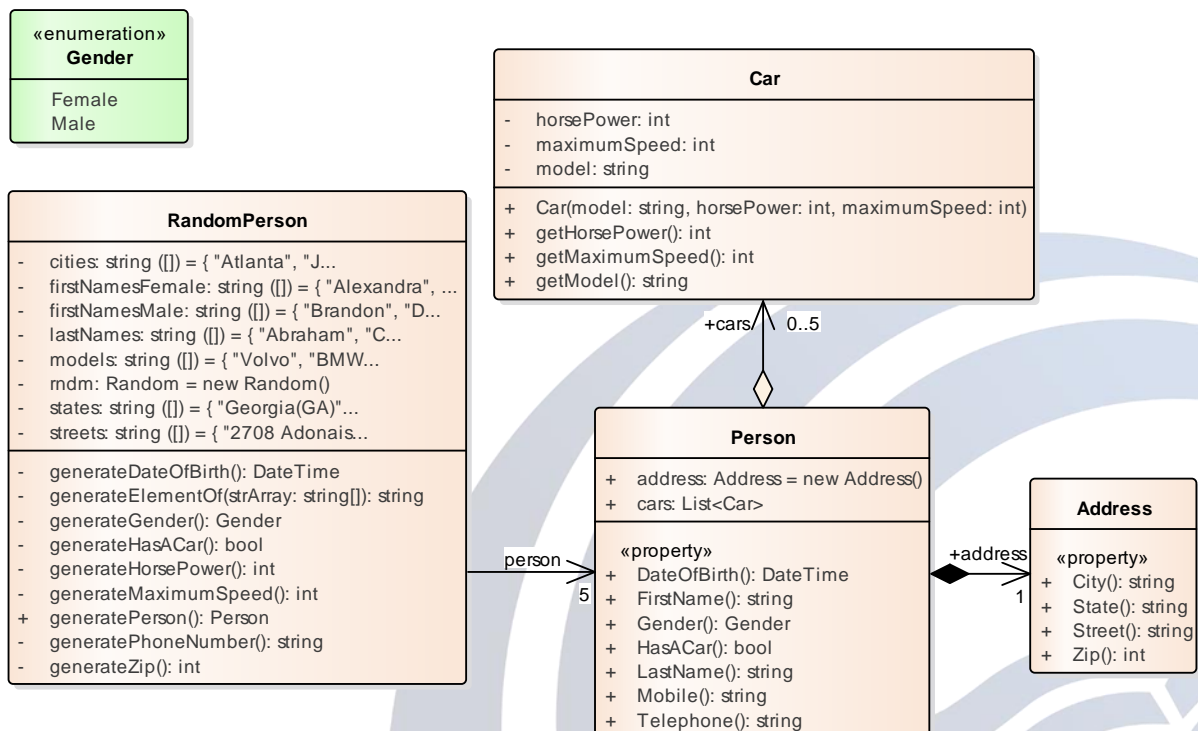 «enumeration»
Gender
Female
Male
Car
- horsePower: int
- maximumSpeed: int
- model: string
+ Car(model: string, horsePower: int, maximumSpeed: int)
+ getHorsePower(): int
+ getMaximumSpeed(): int
+ getModel(): string
RandomPerson
- cities: string ([]) = { "Atlanta", "J...
- firstNamesFemale: string ([]) = { "Alexandra", ...
- firstNamesMale: string ([]) = { "Brandon", "D...
- lastNames: string ([]) = { "Abraham", "C...
- models: string ([]) = { "Volvo", "BMW...
- rndm: Random = new Random()
- states: string ([]) = { "Georgia(GA)"...
- streets: string ([]) = { "2708 Adonais...
- generateDateOfBirth(): DateTime
- generateElementOf(strArray: string[]): string
- generateGender(): Gender
- generateHasACar(): bool
- generateHorsePower(): int
- generateMaximumSpeed(): int
+ generatePerson(): Person
- generatePhoneNumber(): string
- generateZip(): int
+cars
0..5
person
5
Person
+ address: Address = new Address()
+ cars: List<Car>
«property»
+ DateOfBirth(): DateTime
+ FirstName(): string
+ Gender(): Gender
+ HasACar(): bool
+ LastName(): string
+ Mobile(): string
+ Telephone(): string
+address
1
Address
«property»
+ City(): string
+ State(): string
+ Street(): string
+ Zip(): int